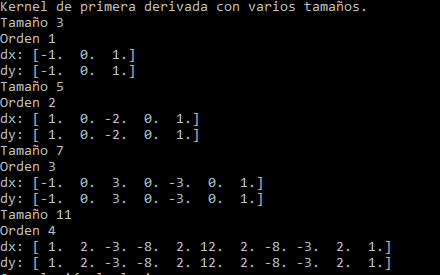 Kernel de primera derivada con varios tamaños.
Tamaño 3
Orden 1
dx: [-1.  0.  1.]
dy: [-1.  0.  1.]
Tamaño 5
Orden 2
dx: [ 1.  0. -2.  0.  1.]
dy: [ 1.  0. -2.  0.  1.]
Tamaño 7
Orden 3
dx: [-1.  0.  3.  0. -3.  0.  1.]
dy: [-1.  0.  3.  0. -3.  0.  1.]
Tamaño 11
Orden 4
dx: [ 1.  2. -3. -8.  2. 12.  2. -8. -3.  2.  1.]
dy: [ 1.  2. -3. -8.  2. 12.  2. -8. -3.  2.  1.]